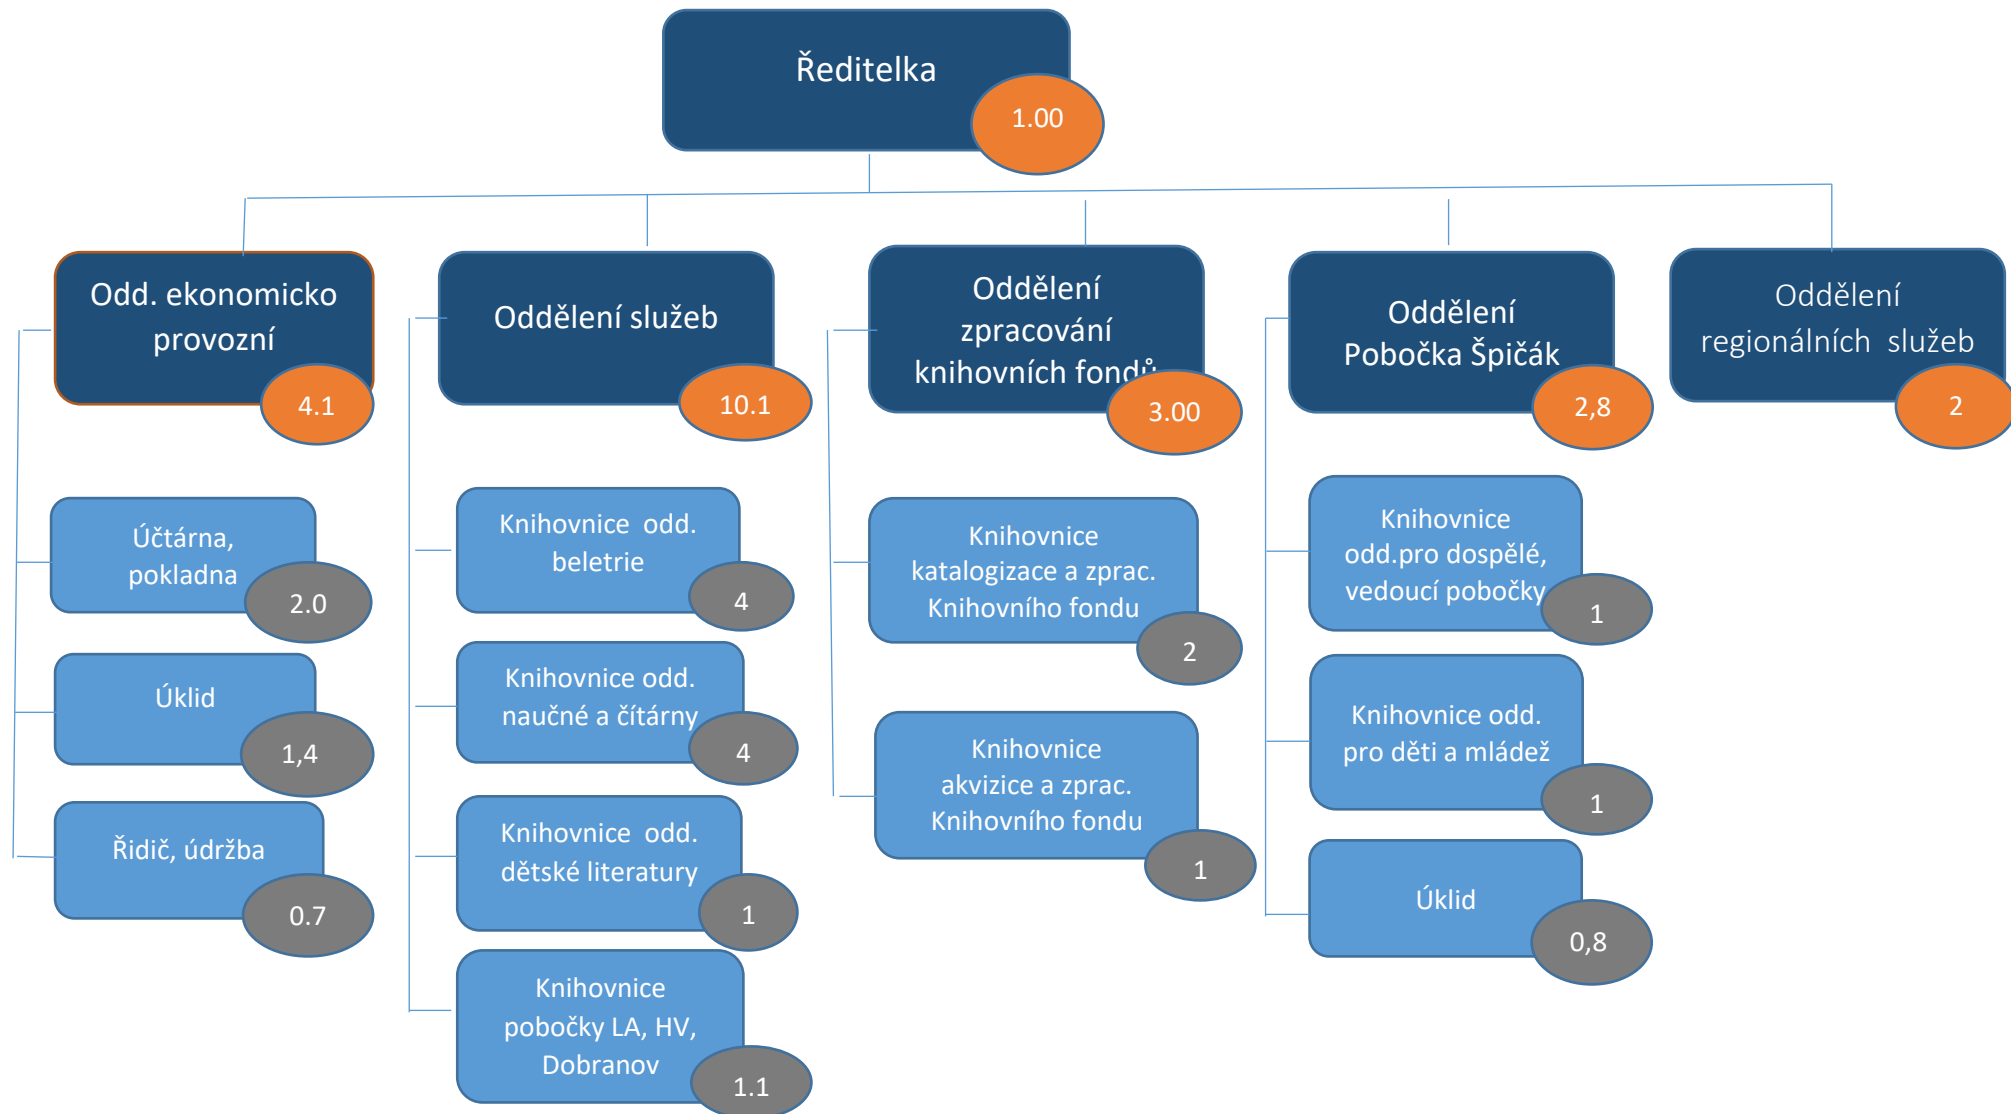 Ředitelka
1.00
Odd. ekonomicko
provozní
4.1
Účtárna,
pokladna
2.0
Úklid
1,4
Řidič, údržba
0.7
Oddělení služeb
10.1
Knihovnice odd.
beletrie
4
Knihovnice odd.
naučné a čítárny
4
Knihovnice odd.
dětské literatury
1
Knihovnice
pobočky LA, HV,
Dobranov
1.1
Oddělení
zpracování
knihovních fondů
3.00
Knihovnice
katalogizace a zprac.
Knihovního fondu
2
Knihovnice
akvizice a zprac.
Knihovního fondu
1
Oddělení
Pobočka Špičák
2,8
Knihovnice
odd.pro dospělé,
vedoucí pobočky
1
Knihovnice odd.
pro děti a mládež
1
Úklid
0,8
Oddělení
regionálních služeb
2